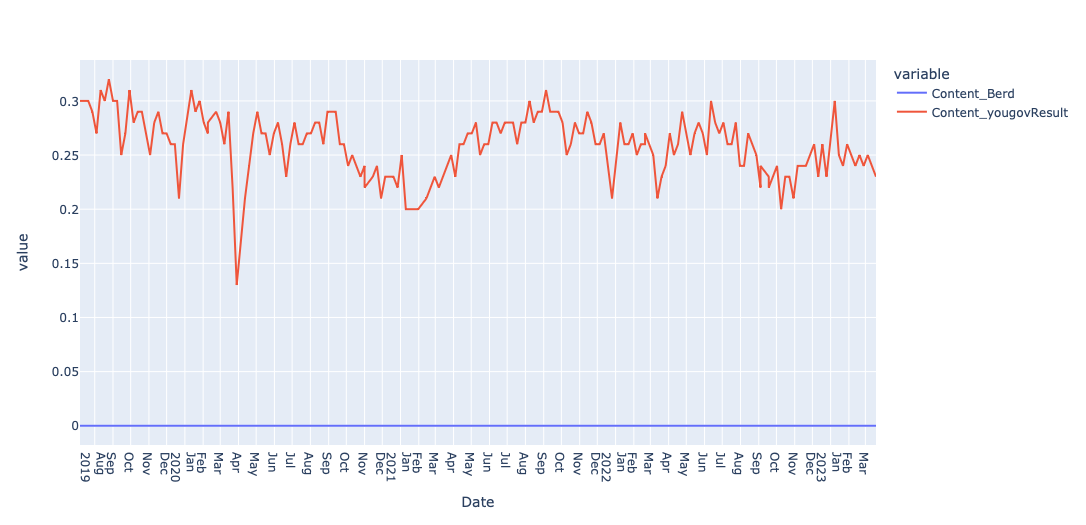 variable
Content_Berd
Content_yougovResult
value
0.3
0.25
0.2
0.15
0.1
0.05
0
2019
Aug
Sep
Oct
Nov
Dec
2020
Jan
Feb
Mar
Apr
May
Jun
Jul
Aug
Sep
Oct
Nov
Dec
2021
Jan
Feb
Mar
Apr
May
Jun
Jul
Aug
Sep
Oct
Nov
Dec
2022
Jan
Feb
Mar
Apr
May
Jun
Jul
Aug
Sep
Oct
Nov
Dec
2023
Jan
Feb
Mar
Date